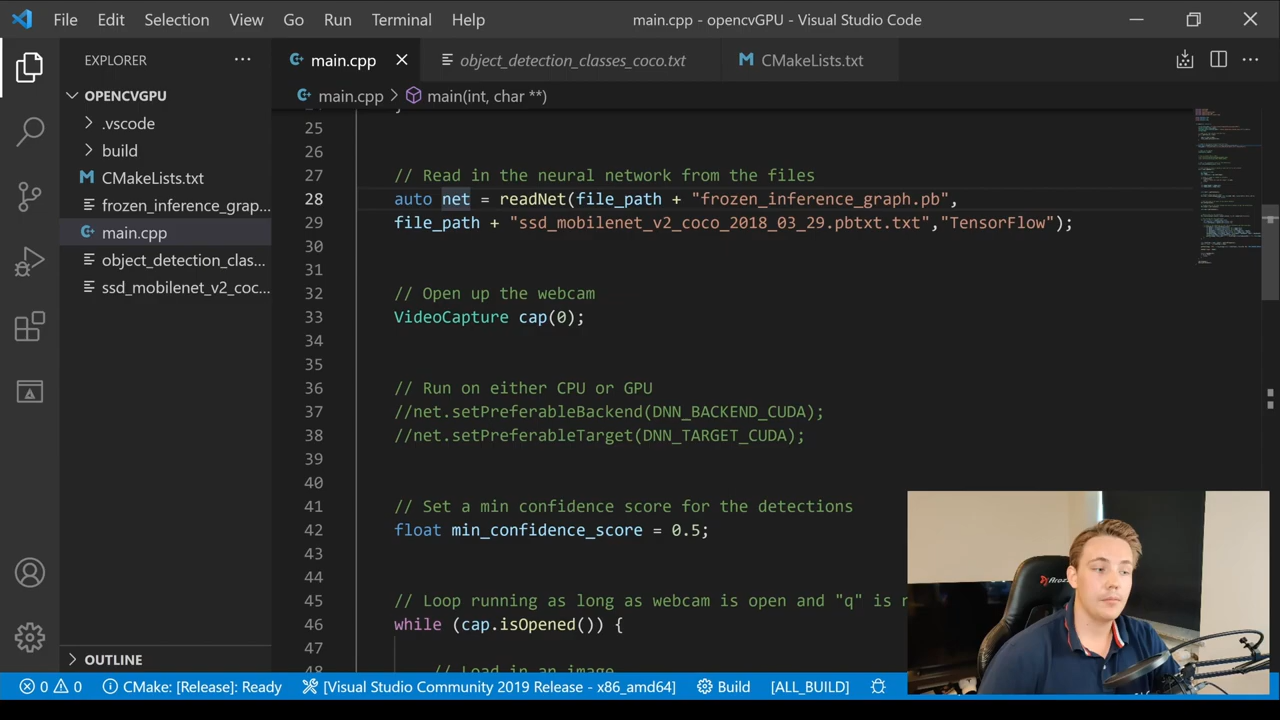 File Edit Selection View Go Run Terminal Help main.cpp - opencvGPU - Visual Studio Code
EXPLORER
OPENCVGPU
.vscode
build
CMakeLists.txt
frozen_inference_grap...
main.cpp
object_detection_clas...
ssd_mobilenet_v2_coc...
OUTLINE
main.cpp object_detection_classes_coco.txt CMakeLists.txt
main.cpp > main(int, char **)
25
26
27 // Read in the neural network from the files
28 auto net = readNet(file_path + "frozen_inference_graph.pb",
29 file_path + "ssd_mobilenet_v2_coco_2018_03_29.pbtxt.txt","TensorFlow");
30
31
32 // Open up the webcam
33 VideoCapture cap(0);
34
35
36 // Run on either CPU or GPU
37 //net.setPreferableBackend(DNN_BACKEND_CUDA);
38 //net.setPreferableTarget(DNN_TARGET_CUDA);
39
40
41 // Set a min confidence score for the detections
42 float min_confidence_score = 0.5;
43
44
45 // Loop running as long as webcam is open and "q" is
46 while (cap.isOpened()) {
47
48 // Load in an image
0 0 CMake: [Release]: Ready [Visual Studio Community 2019 Release - x86_amd64] Build [ALL_BUILD]